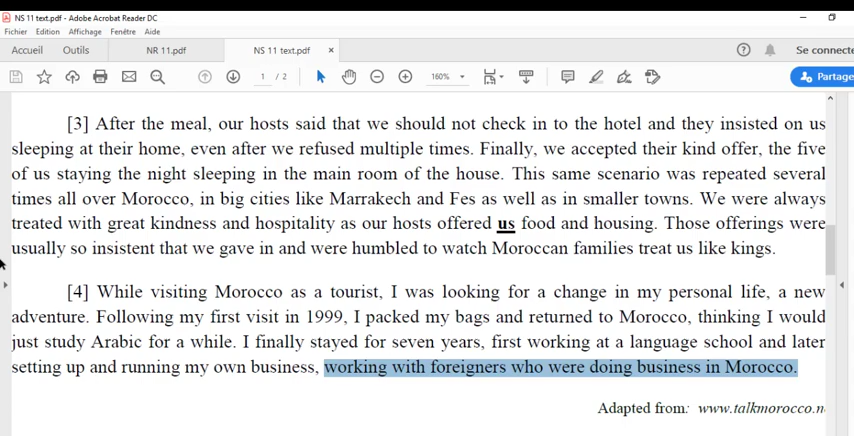 NS 11 text.pdf - Adobe Acrobat Reader DC
Fichier Edition Affichage Fenêtre Aide
Accueil Outils NR 11.pdf NS 11 text.pdf × Se connecte
1 / 2 160% Partage
[3] After the meal, our hosts said that we should not check in to the hotel and they insisted on us
sleeping at their home, even after we refused multiple times. Finally, we accepted their kind offer, the five
of us staying the night sleeping in the main room of the house. This same scenario was repeated several
times all over Morocco, in big cities like Marrakech and Fes as well as in smaller towns. We were always
treated with great kindness and hospitality as our hosts offered us food and housing. Those offerings were
usually so insistent that we gave in and were humbled to watch Moroccan families treat us like kings.
[4] While visiting Morocco as a tourist, I was looking for a change in my personal life, a new
adventure. Following my first visit in 1999, I packed my bags and returned to Morocco, thinking I would
just study Arabic for a while. I finally stayed for seven years, first working at a language school and later
setting up and running my own business, working with foreigners who were doing business in Morocco.
Adapted from: www.talkmorocco.n